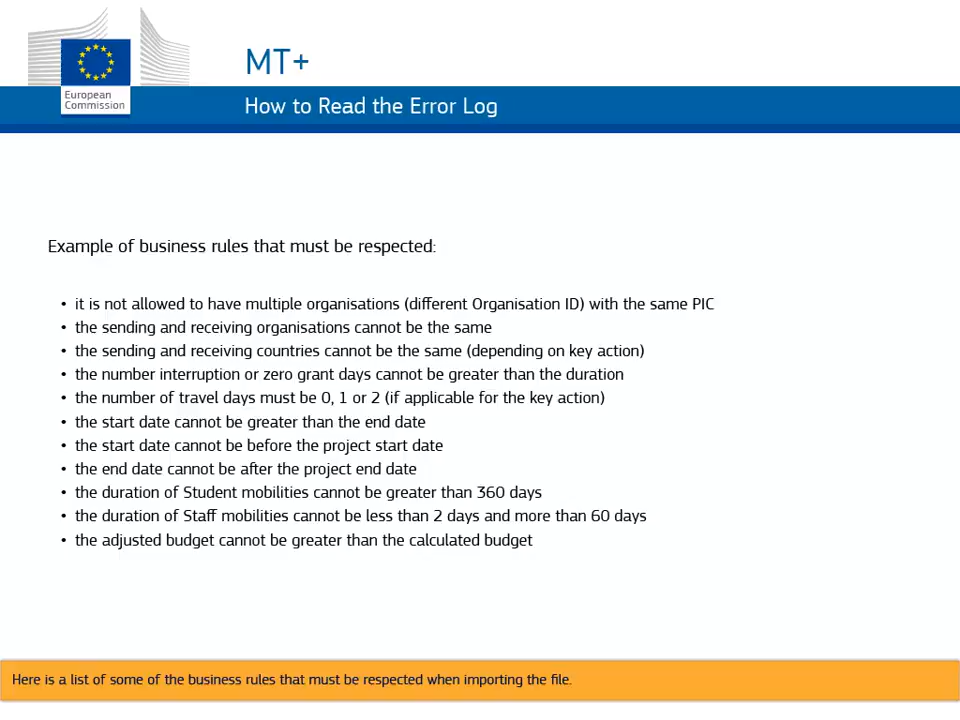 MT+
European
Commission
How to Read the Error Log
Example of business rules that must be respected:
• it is not allowed to have multiple organisations (different Organisation ID) with the same PIC
• the sending and receiving organisations cannot be the same
• the sending and receiving countries cannot be the same (depending on key action)
• the number interruption or zero grant days cannot be greater than the duration
• the number of travel days must be 0, 1 or 2 (if applicable for the key action)
• the start date cannot be greater than the end date
• the start date cannot be before the project start date
• the end date cannot be after the project end date
• the duration of Student mobilities cannot be greater than 360 days
• the duration of Staff mobilities cannot be less than 2 days and more than 60 days
• the adjusted budget cannot be greater than the calculated budget
Here is a list of some of the business rules that must be respected when importing the file.